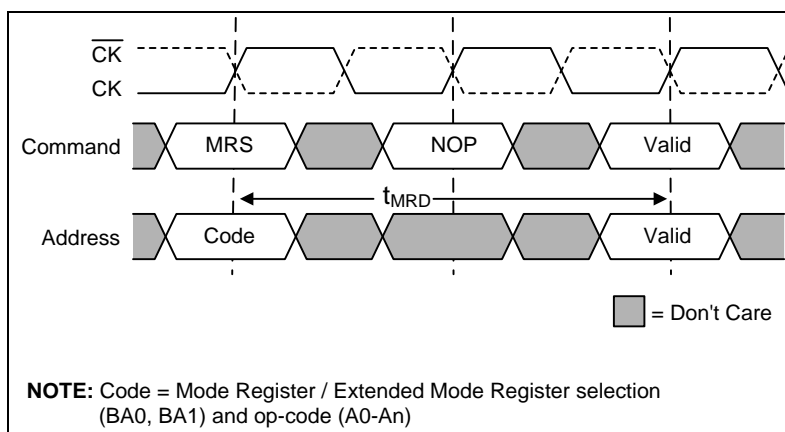 CK
CK
Command MRS NOP Valid
tMRD
Address Code Valid
= Don't Care
NOTE: Code = Mode Register / Extended Mode Register selection
(BA0, BA1) and op-code (A0-An)